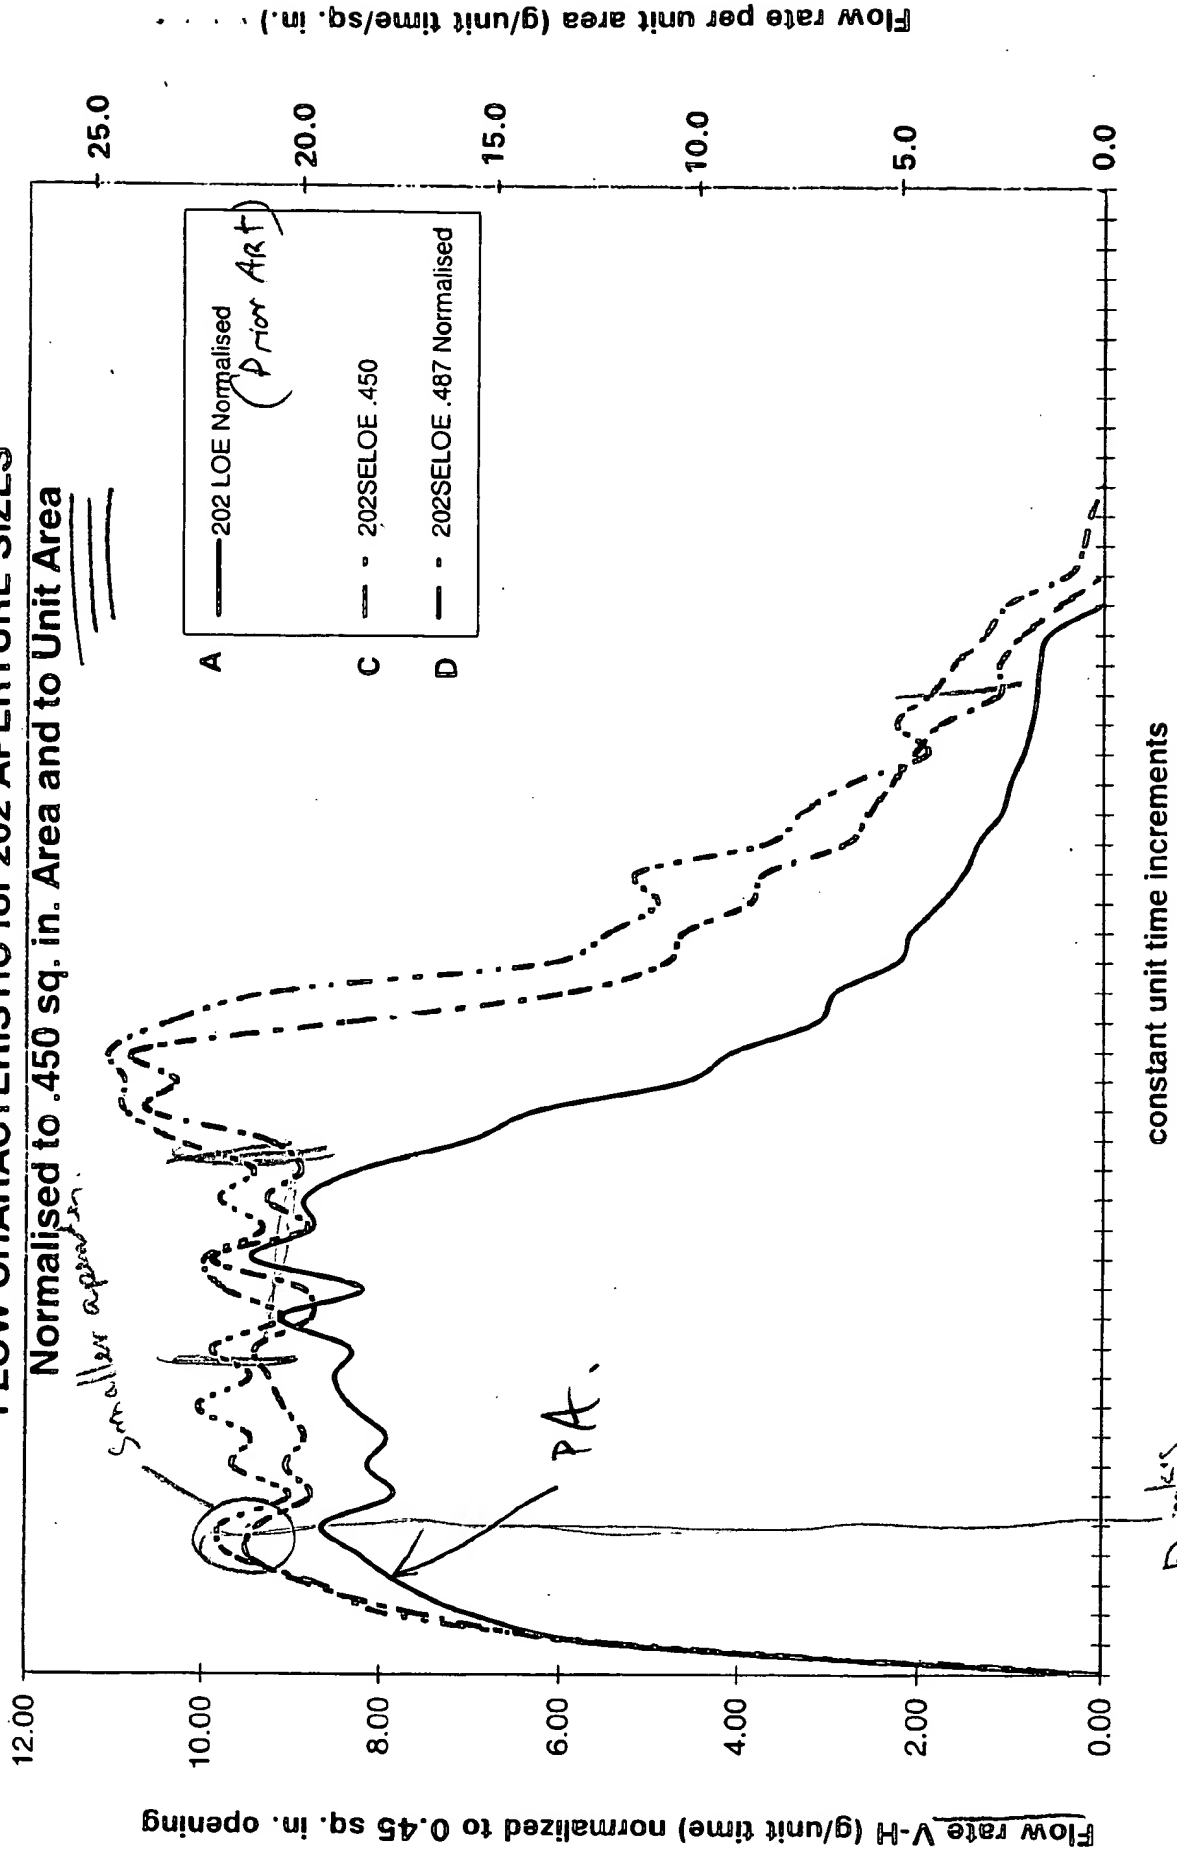 FLOW CHARACTERISTIC for 202 APERTURE SIZES
Normalised to .450 sq. in. Area and to Unit Area
Flow rate V-H (g/unit time) normalized to 0.45 sq. in. opening
12.00
10.00
8.00
6.00
4.00
2.00
0.00
smaller
PA.
A 202 LOE Normalised
(Prior ART)
C 202SELOE .450
D 202SELOE .487 Normalised
25.0
20.0
15.0
10.0
5.0
0.0
Flow rate per unit area (g/unit time/sq. in.)
constant unit time increments